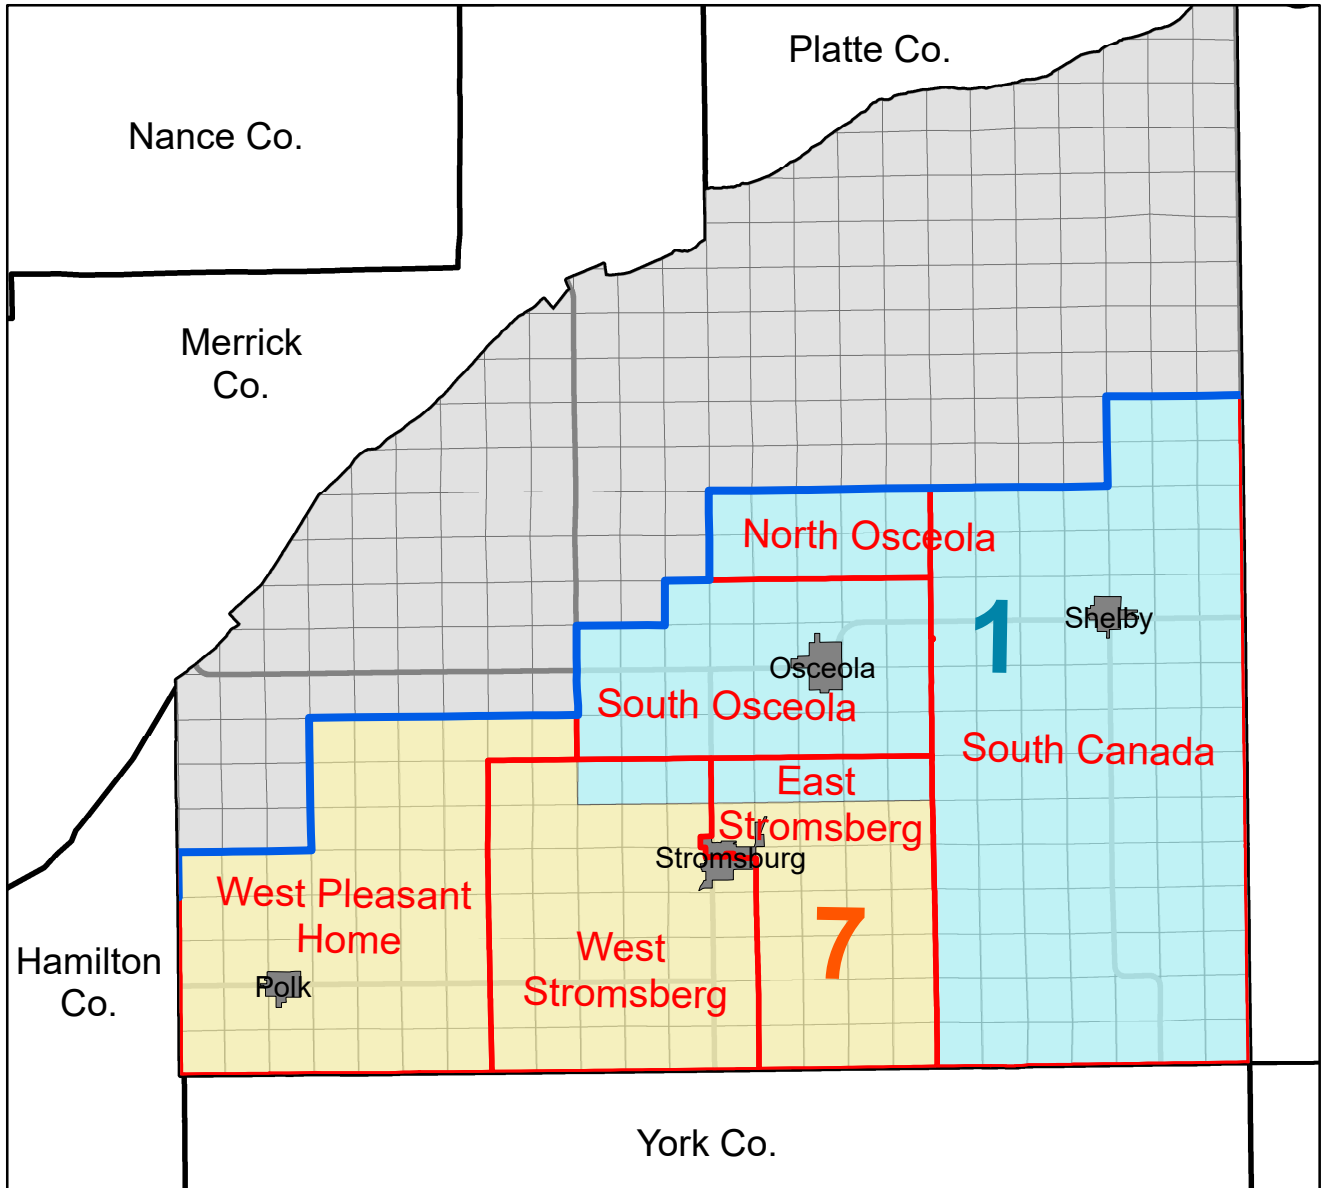 Platte Co.
Nance Co.
Merrick
Co.
North Osceola
1
Shelby
Osceola
South Osceola
South Canada
East
Stromsberg
Stromsburg
West Pleasant
Home
7
West
Stromsberg
Hamilton
Co.
Polk
York Co.